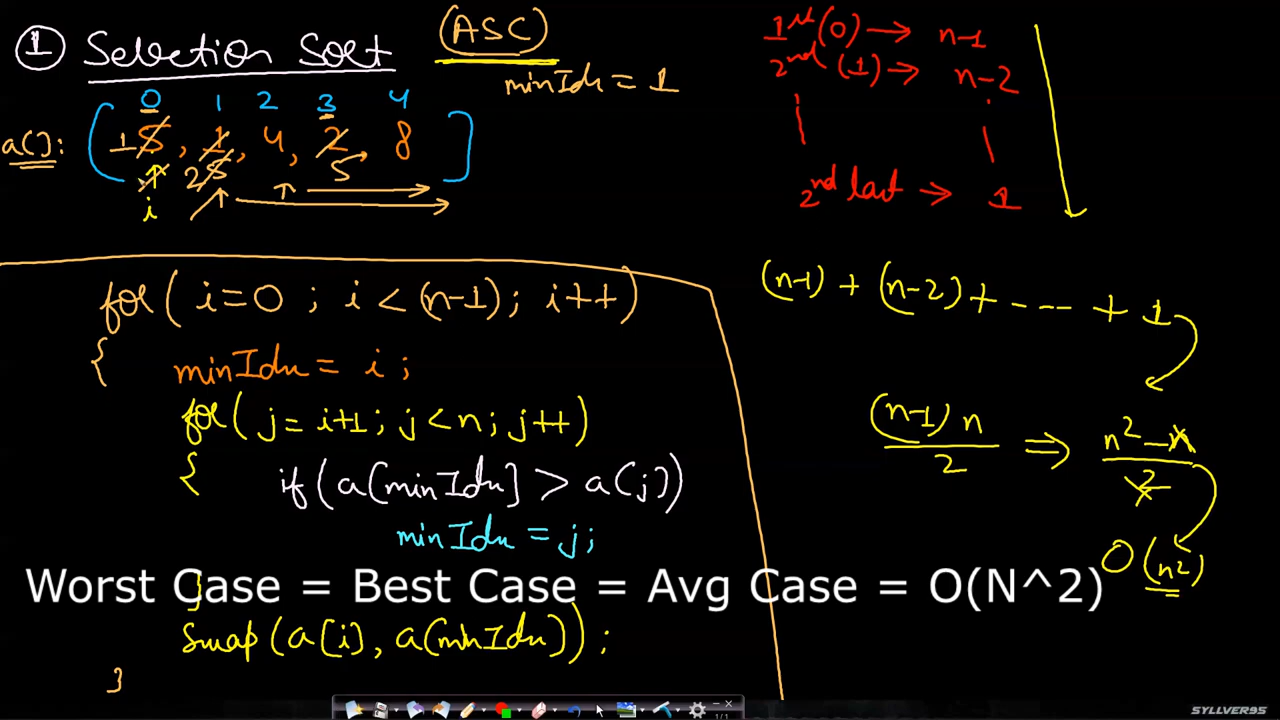 ① Selection Sort (ASC)
minIdx = 1
0 1 2 3 4
a[]: [1 5, 1, 4, 2, 8]
2 5 5
i
for( i=0 ; i < (n-1); i++)
{
minIdx = i ;
for( j= i+1; j<n; j++)
{
if( a[minIdx] > a[j])
minIdx = j;
}
Worst Case = Best Case = Avg Case = O(N^2)
Swap (a[i], a[minIdx]);
}
1st (0) → n-1
2nd (1) → n-2
2nd last → 1
(n-1) + (n-2) + ---- + 1
(n-1) n / 2 ⇒ n² - n / 2
O(n²)
1/1
SYLLVER95